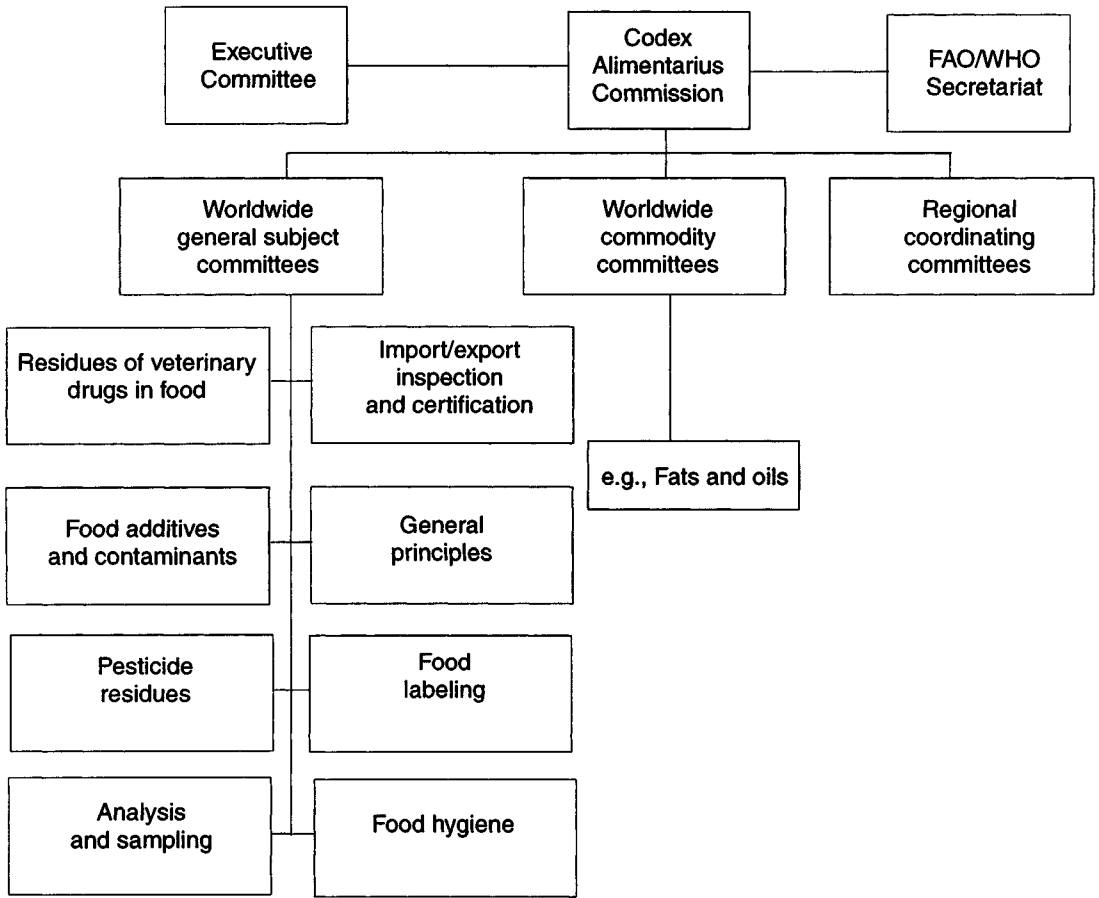 Executive
Committee
Codex
Alimentarius
Commission
FAO/WHO
Secretariat
Worldwide
general subject
committees
Worldwide
commodity
committees
Regional
coordinating
committees
Residues of veterinary
drugs in food
Import/export
inspection
and certification
e.g., Fats and oils
Food additives
and contaminants
General
principles
Pesticide
residues
Food
labeling
Analysis
and sampling
Food hygiene